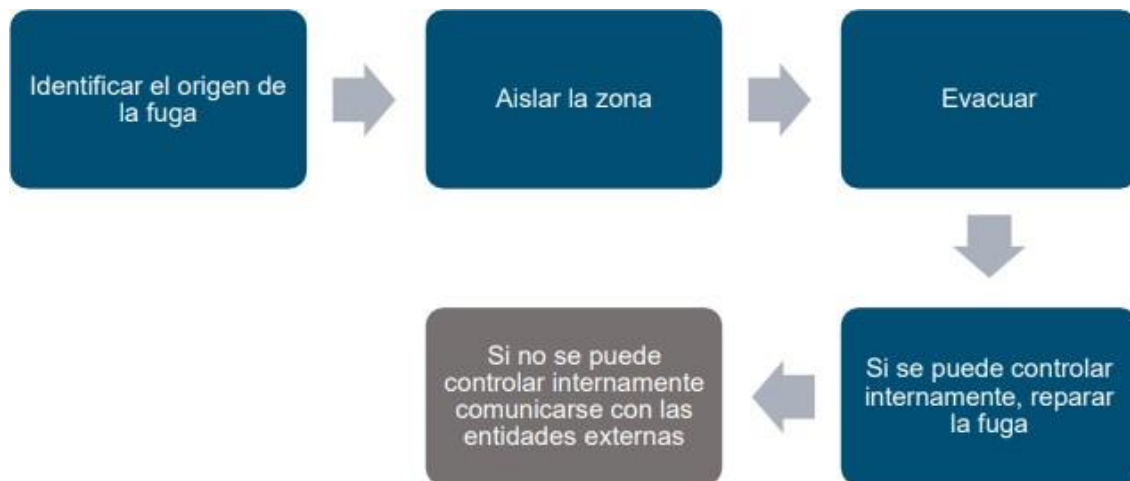 Identificar el origen de
la fuga
Aislar la zona
Evacuar
Si se puede controlar
internamente, reparar
la fuga
Si no se puede
controlar internamente
comunicarse con las
entidades externas